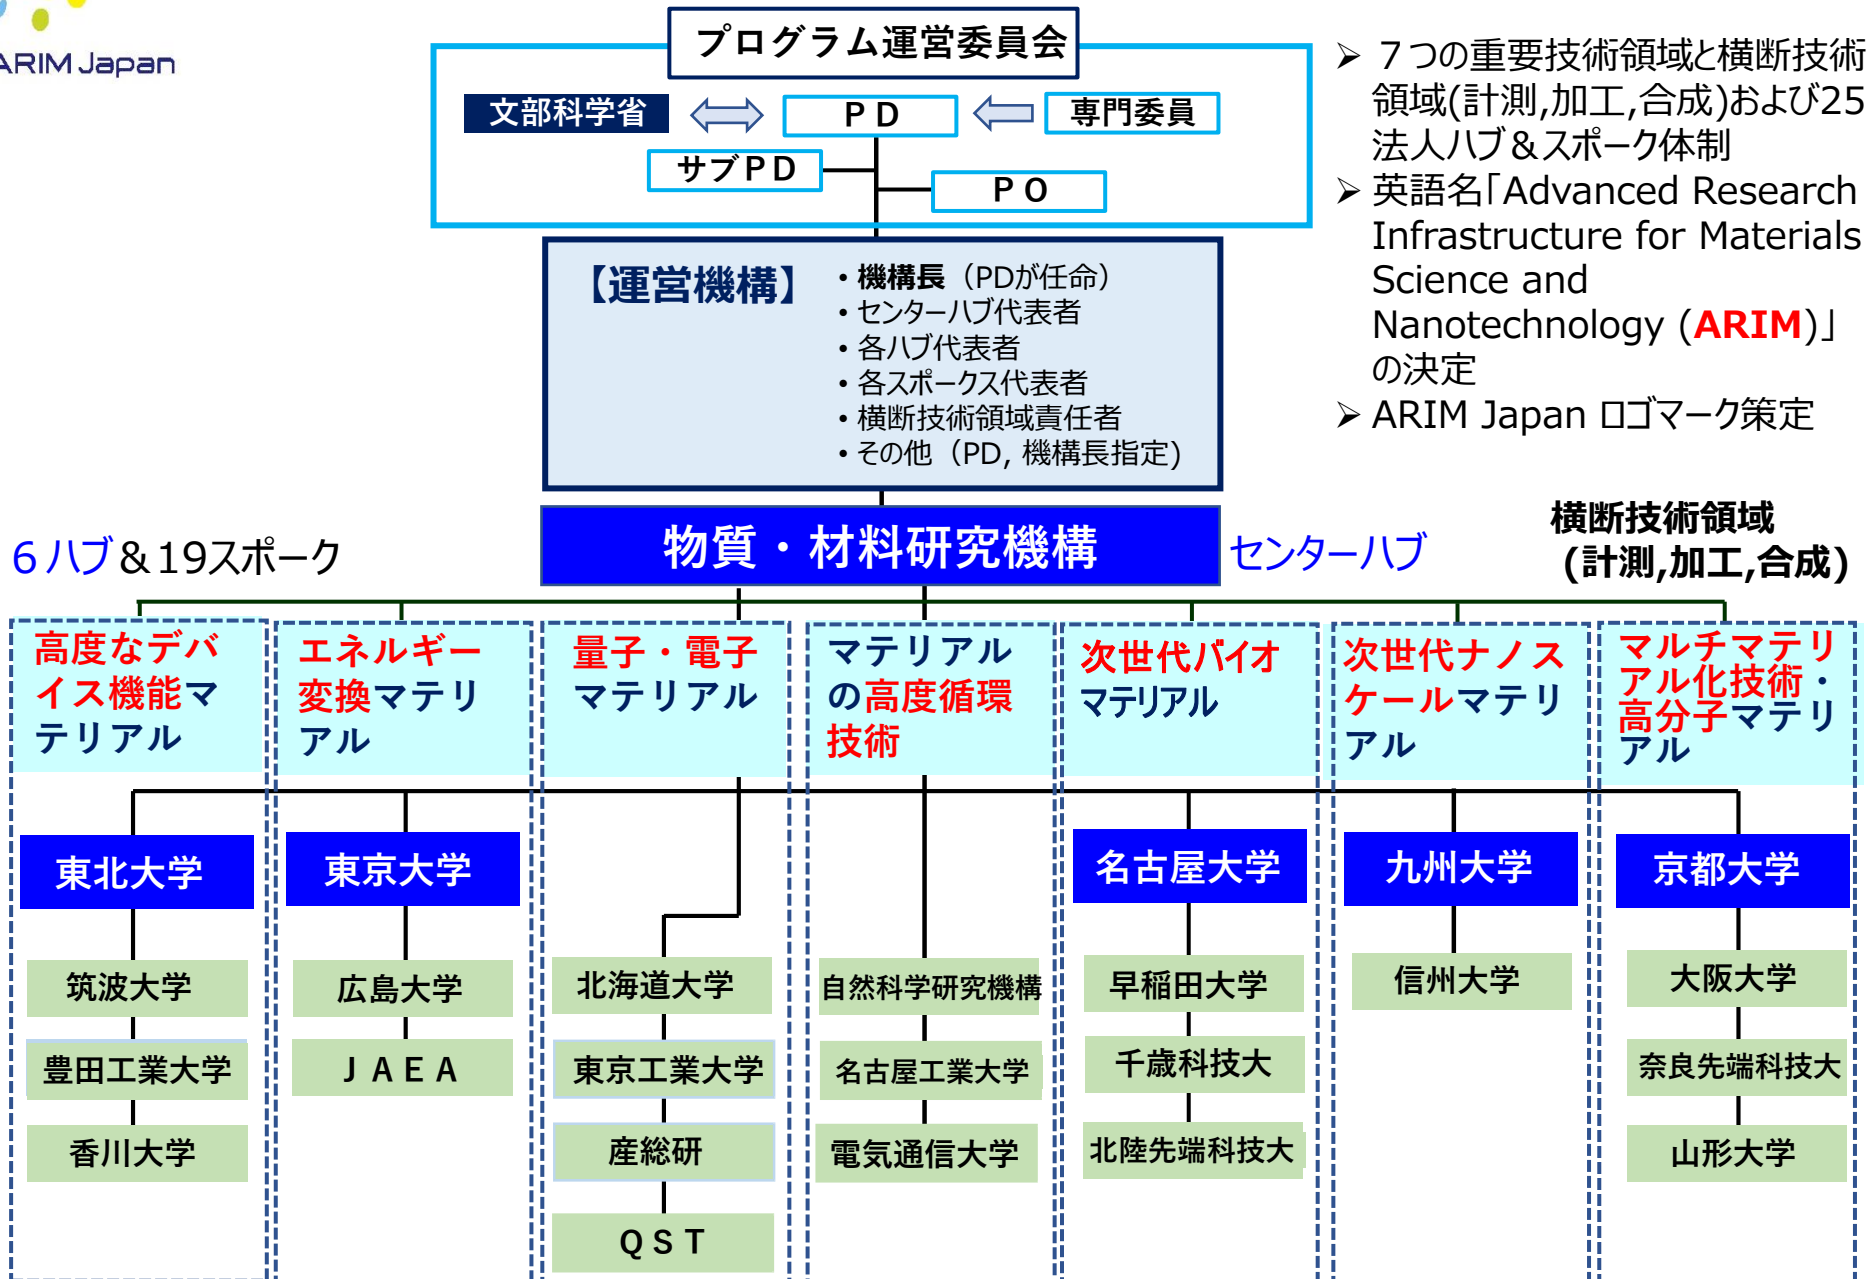 ARIM Japan
プログラム運営委員会
文部科学省
PD
専門委員
サブPD
PO
➢ 7つの重要技術領域と横断技術
領域(計測,加工,合成)および25
法人ハブ&スポーク体制
➢ 英語名「Advanced Research
Infrastructure for Materials
Science and
Nanotechnology (ARIM)」
の決定
➢ ARIM Japan ロゴマーク策定
【運営機構】
・機構長（PDが任命）
・センターハブ代表者
・各ハブ代表者
・各スポークス代表者
・横断技術領域責任者
・その他（PD, 機構長指定)
6ハブ&19スポーク
物質・材料研究機構
センターハブ
横断技術領域
(計測,加工,合成)
高度なデバ
イス機能マ
テリアル
エネルギー
変換マテリ
アル
量子・電子
マテリアル
マテリアル
の高度循環
技術
次世代バイオ
マテリアル
次世代ナノス
ケールマテリ
アル
マルチマテリ
アル化技術・
高分子マテリ
アル
東北大学
東京大学
名古屋大学
九州大学
京都大学
筑波大学
広島大学
北海道大学
自然科学研究機構
早稲田大学
信州大学
大阪大学
豊田工業大学
JAEA
東京工業大学
名古屋工業大学
千歳科技大
奈良先端科技大
香川大学
産総研
電気通信大学
北陸先端科技大
山形大学
QST